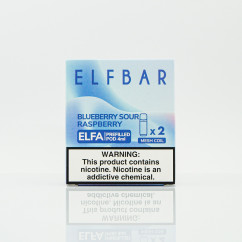 ELFBAR
BLUEBERRY SOUR
RASPBERRY
ELFA PREFILLED
POD 4ml
x 2
MESH COIL
WARNING:
This product contains
nicotine. Nicotine is an
addictive chemical.